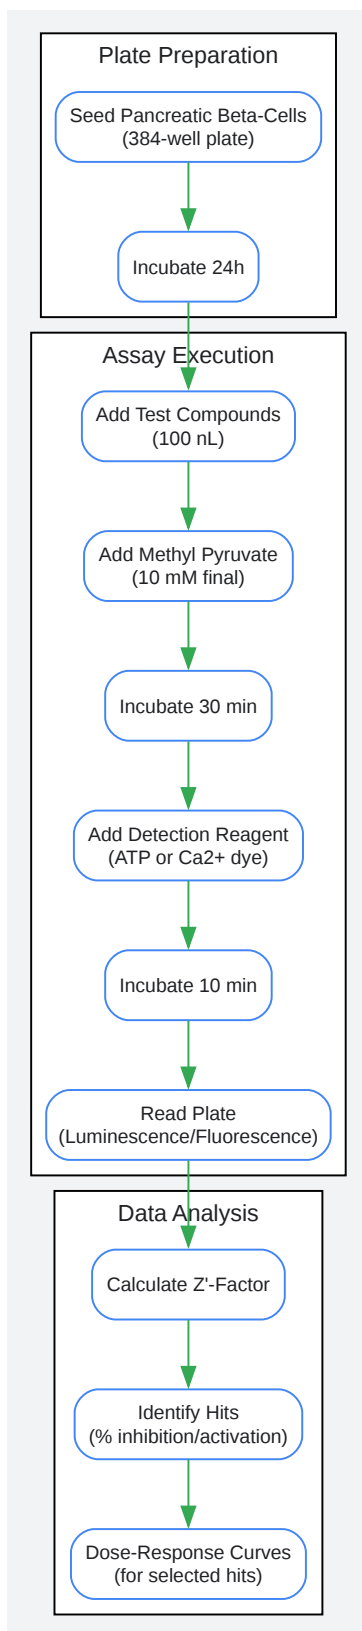 Plate Preparation
Seed Pancreatic Beta-Cells
(384-well plate)
Incubate 24h
Assay Execution
Add Test Compounds
(100 nL)
Add Methyl Pyruvate
(10 mM final)
Incubate 30 min
Add Detection Reagent
(ATP or Ca2+ dye)
Incubate 10 min
Read Plate
(Luminescence/Fluorescence)
Data Analysis
Calculate Z'-Factor
Identify Hits
(% inhibition/activation)
Dose-Response Curves
(for selected hits)